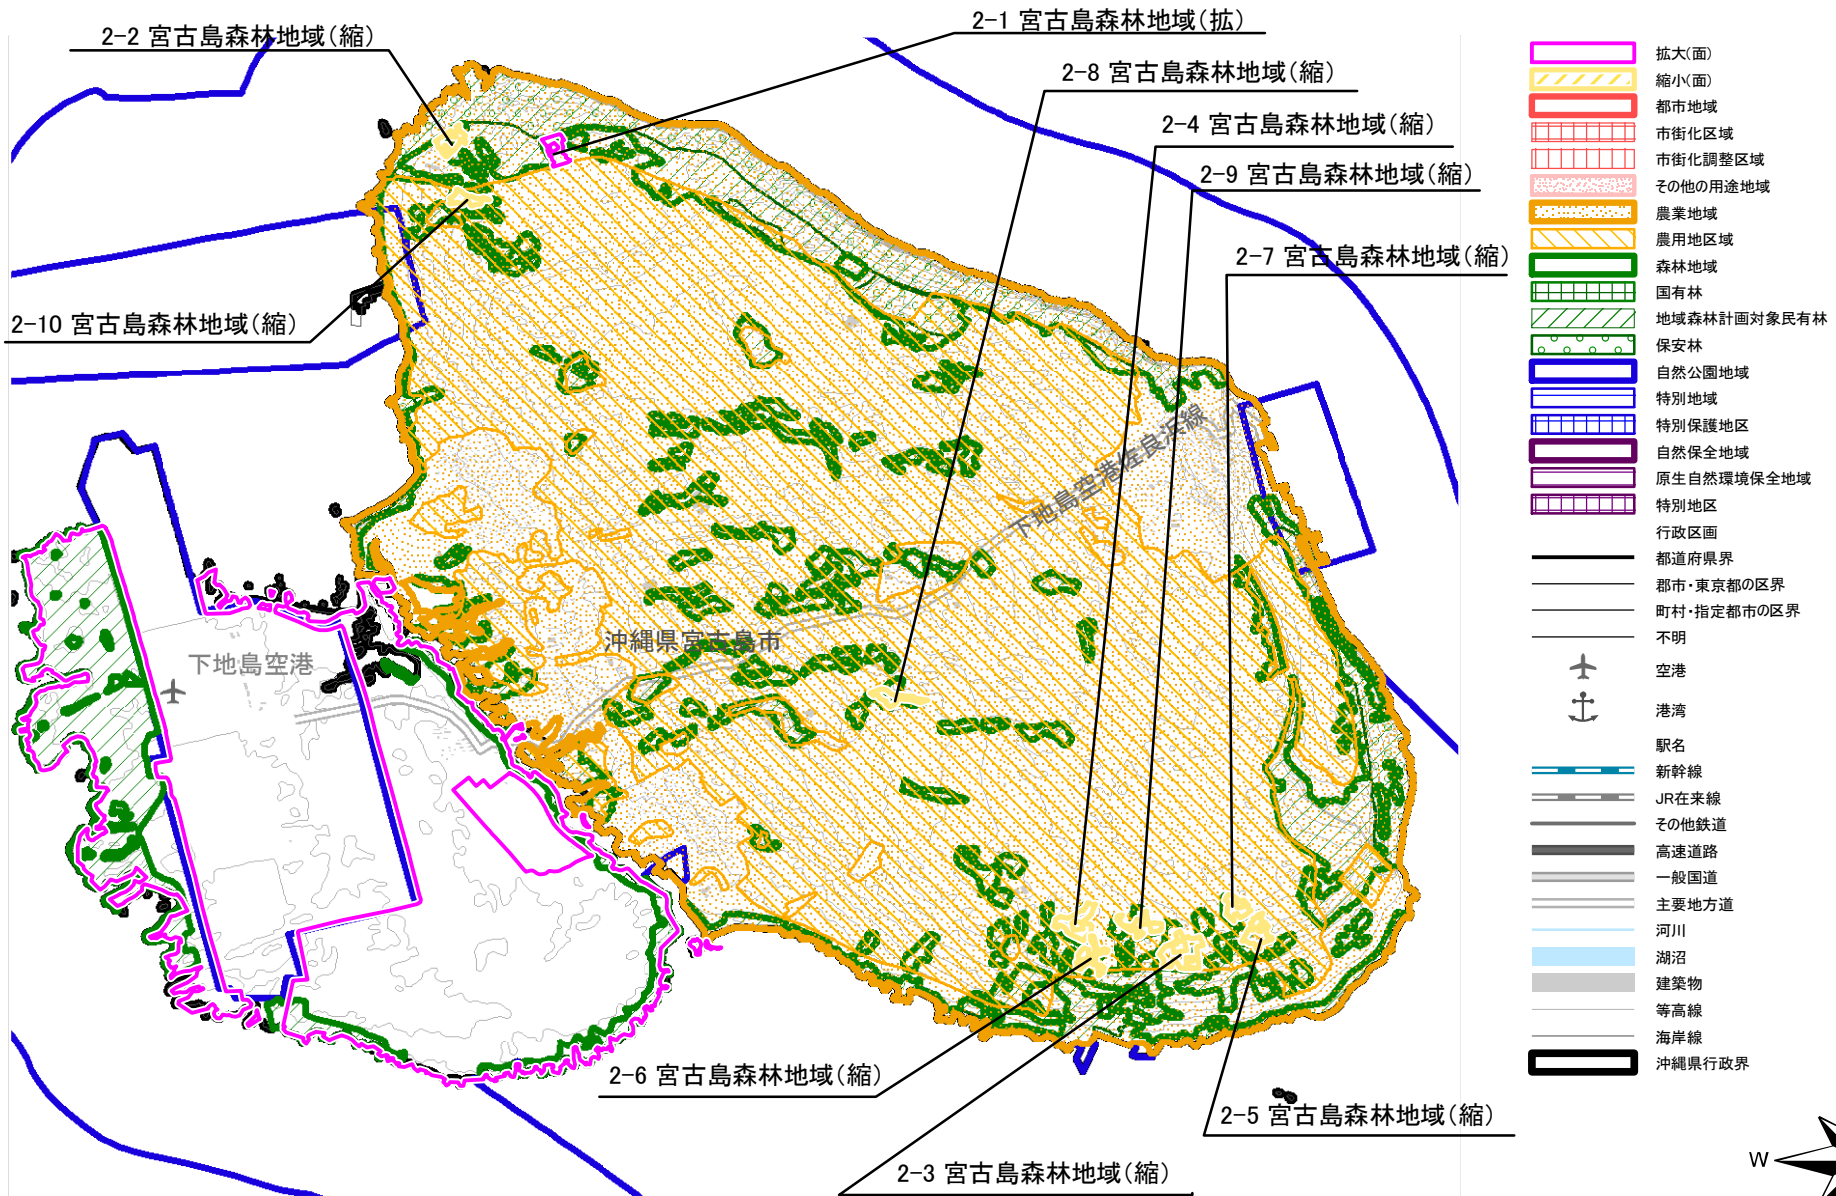 2-2 宮古島森林地域(縮)
2-1 宮古島森林地域(拡)
2-8 宮古島森林地域(縮)
2-4 宮古島森林地域(縮)
2-9 宮古島森林地域(縮)
2-7 宮古島森林地域(縮)
2-10 宮古島森林地域(縮)
下地島空港佐良浜線
沖縄県宮古島市
下地島空港
2-6 宮古島森林地域(縮)
2-5 宮古島森林地域(縮)
2-3 宮古島森林地域(縮)
拡大(面)
縮小(面)
都市地域
市街化区域
市街化調整区域
その他の用途地域
農業地域
農用地区域
森林地域
国有林
地域森林計画対象民有林
保安林
自然公園地域
特別地域
特別保護地区
自然保全地域
原生自然環境保全地域
特別地区
行政区画
都道府県界
郡市・東京都の区界
町村・指定都市の区界
不明
空港
港湾
駅名
新幹線
JR在来線
その他鉄道
高速道路
一般国道
主要地方道
河川
湖沼
建築物
等高線
海岸線
沖縄県行政界
W